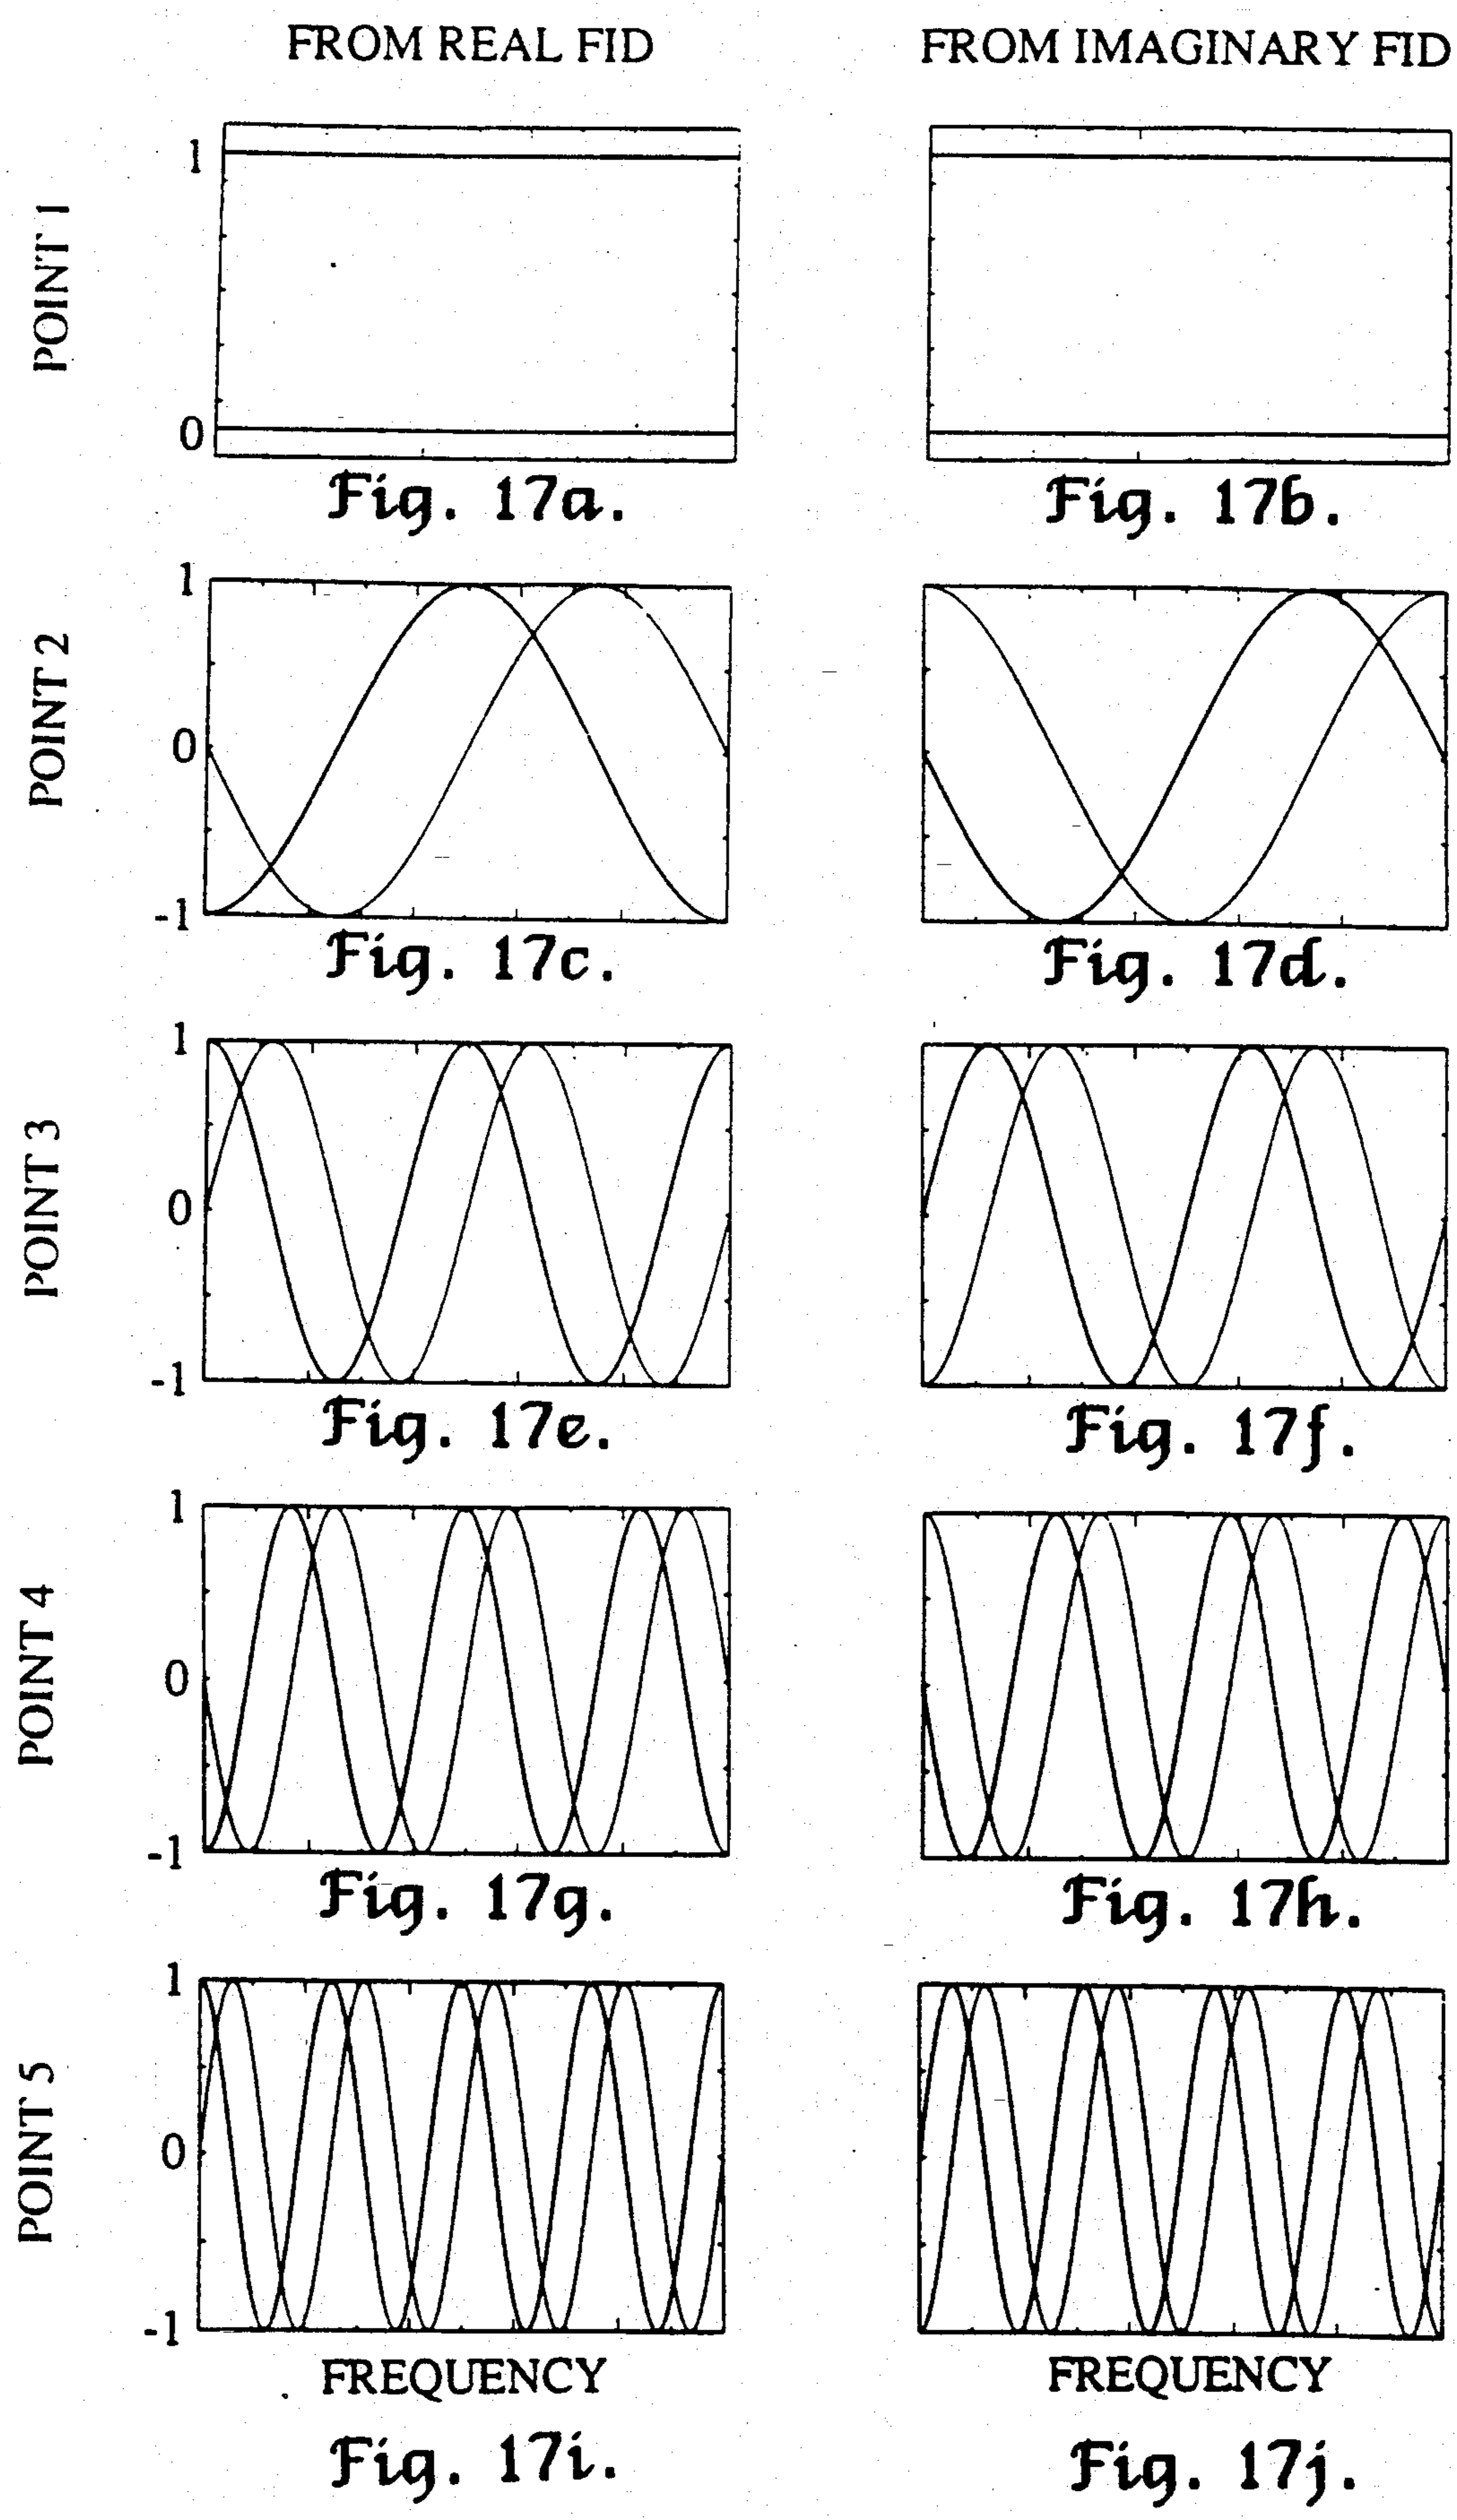 FROM REAL FID
FROM IMAGINARY FID
POINT 1
1
0
Fig. 17a.
Fig. 17b.
POINT 2
1
0
-1
Fig. 17c.
Fig. 17d.
POINT 3
1
0
-1
Fig. 17e.
Fig. 17f.
POINT 4
1
0
-1
Fig. 17g.
Fig. 17h.
POINT 5
1
0
-1
FREQUENCY
FREQUENCY
Fig. 17i.
Fig. 17j.